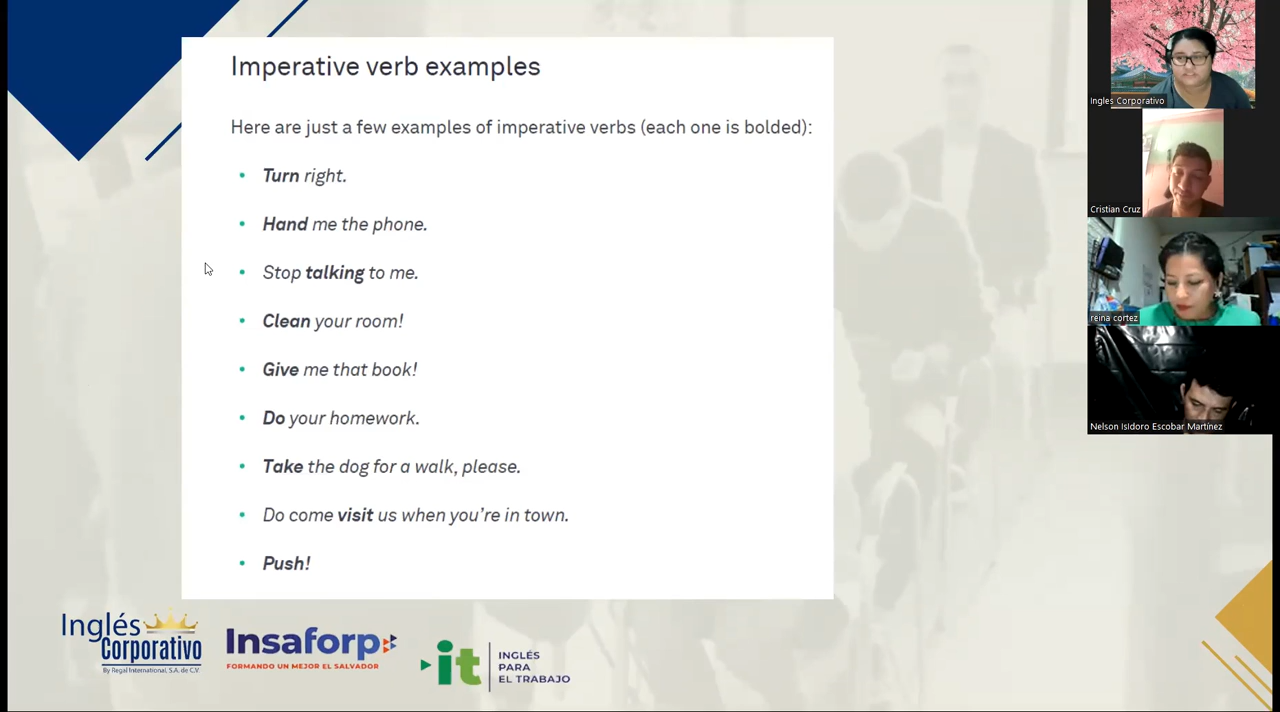 Imperative verb examples
Here are just a few examples of imperative verbs (each one is bolded):
• Turn right.
• Hand me the phone.
• Stop talking to me.
• Clean your room!
• Give me that book!
• Do your homework.
• Take the dog for a walk, please.
• Do come visit us when you're in town.
• Push!
Inglés
Corporativo
By Regal International, S.A. de C.V.
Insaforp
FORMANDO UN MEJOR EL SALVADOR
it
INGLÉS
PARA
EL TRABAJO
Ingles Corporativo
Cristian Cruz
reina cortez
Nelson Isidoro Escobar Martínez